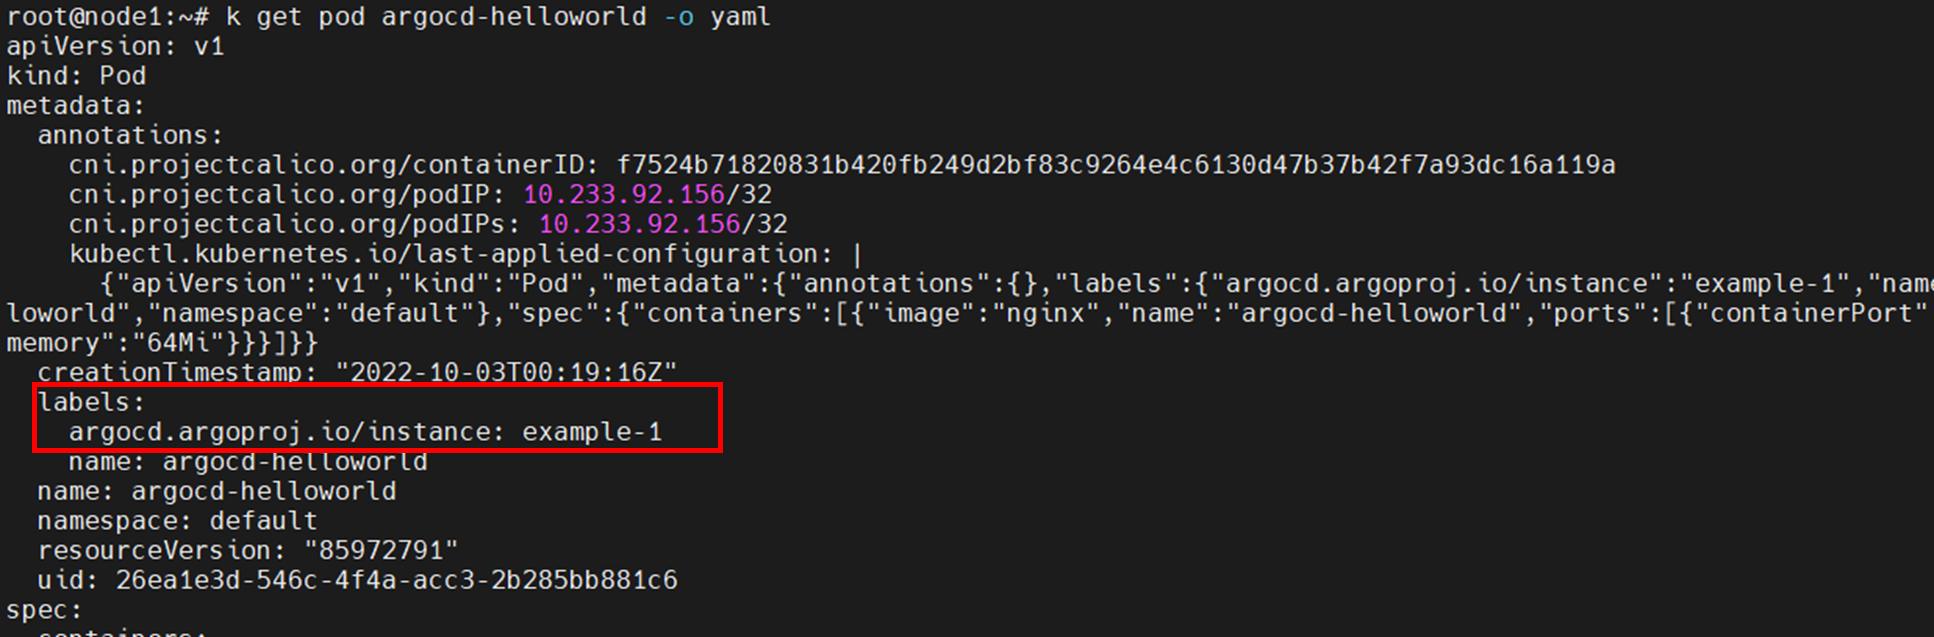 root@node1:~# k get pod argocd-helloworld -o yaml
apiVersion: v1
kind: Pod
metadata:
  annotations:
    cni.projectcalico.org/containerID: f7524b71820831b420fb249d2bf83c9264e4c6130d47b37b42f7a93dc16a119a
    cni.projectcalico.org/podIP: 10.233.92.156/32
    cni.projectcalico.org/podIPs: 10.233.92.156/32
    kubectl.kubernetes.io/last-applied-configuration: |
      {"apiVersion":"v1","kind":"Pod","metadata":{"annotations":{},"labels":{"argocd.argoproj.io/instance":"example-1","name
loworld","namespace":"default"},"spec":{"containers":[{"image":"nginx","name":"argocd-helloworld","ports":[{"containerPort"
memory":"64Mi"}}}]}}
  creationTimestamp: "2022-10-03T00:19:16Z"
  labels:
    argocd.argoproj.io/instance: example-1
    name: argocd-helloworld
  name: argocd-helloworld
  namespace: default
  resourceVersion: "85972791"
  uid: 26ea1e3d-546c-4f4a-acc3-2b285bb881c6
spec:
  containers: